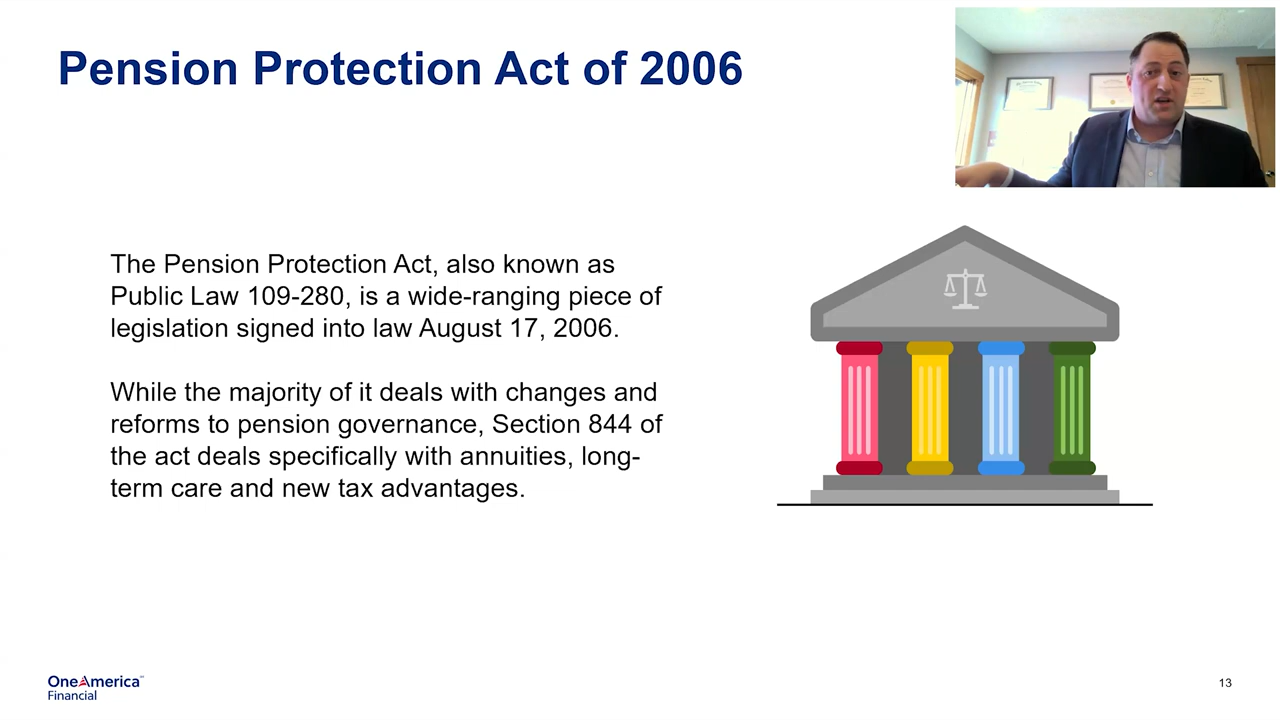 Pension Protection Act of 2006
The Pension Protection Act, also known as
Public Law 109-280, is a wide-ranging piece of
legislation signed into law August 17, 2006.
While the majority of it deals with changes and
reforms to pension governance, Section 844 of
the act deals specifically with annuities, long-
term care and new tax advantages.
OneAmerica
Financial
13